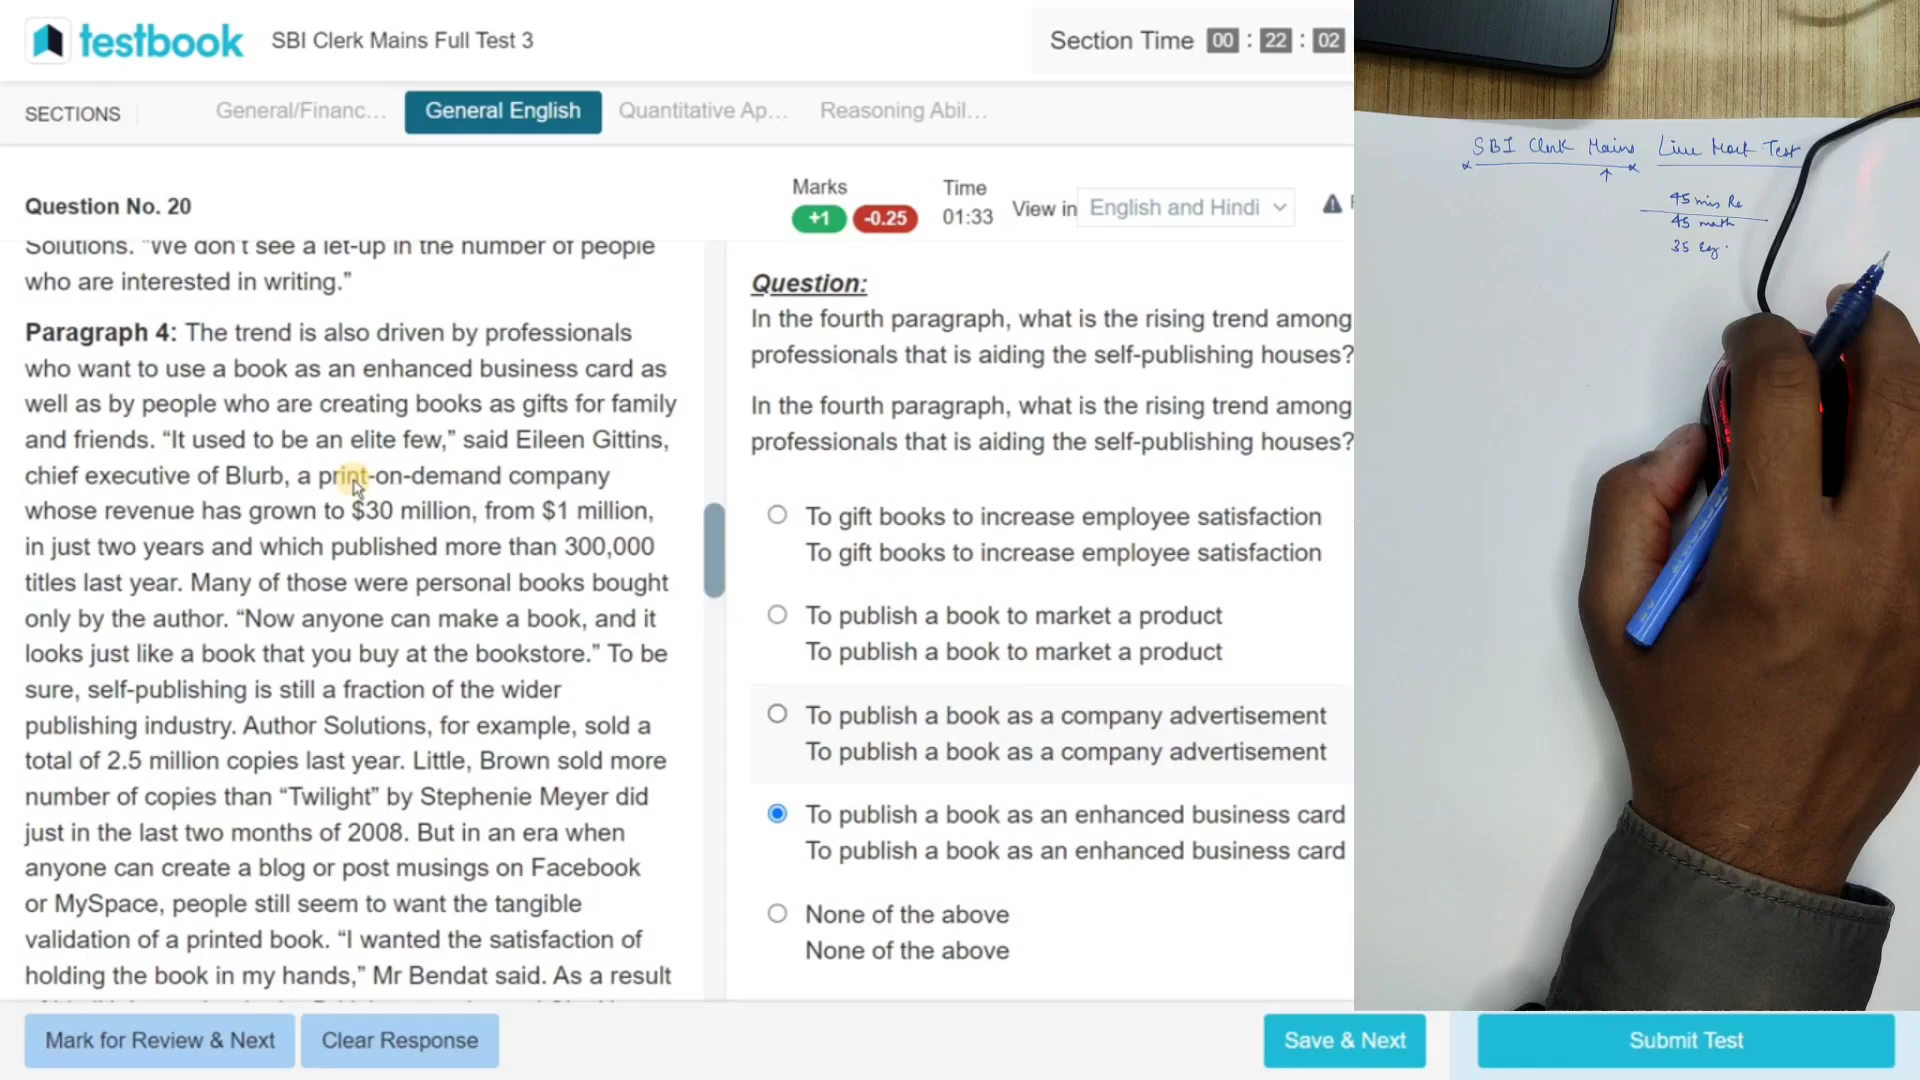 testbook
SBI Clerk Mains Full Test 3
Section Time 00 : 22 : 02
SECTIONS
General/Financ...
General English
Quantitative Ap...
Reasoning Abil...
Question No. 20
Marks
+1 -0.25
Time
01:33
View in English and Hindi
Solutions. “We don’t see a let-up in the number of people
who are interested in writing.”
Paragraph 4: The trend is also driven by professionals
who want to use a book as an enhanced business card as
well as by people who are creating books as gifts for family
and friends. “It used to be an elite few,” said Eileen Gittins,
chief executive of Blurb, a print-on-demand company
whose revenue has grown to $30 million, from $1 million,
in just two years and which published more than 300,000
titles last year. Many of those were personal books bought
only by the author. “Now anyone can make a book, and it
looks just like a book that you buy at the bookstore.” To be
sure, self-publishing is still a fraction of the wider
publishing industry. Author Solutions, for example, sold a
total of 2.5 million copies last year. Little, Brown sold more
number of copies than “Twilight” by Stephenie Meyer did
just in the last two months of 2008. But in an era when
anyone can create a blog or post musings on Facebook
or MySpace, people still seem to want the tangible
validation of a printed book. “I wanted the satisfaction of
holding the book in my hands,” Mr Bendat said. As a result
Question:
In the fourth paragraph, what is the rising trend among
professionals that is aiding the self-publishing houses?
In the fourth paragraph, what is the rising trend among
professionals that is aiding the self-publishing houses?
To gift books to increase employee satisfaction
To gift books to increase employee satisfaction
To publish a book to market a product
To publish a book to market a product
To publish a book as a company advertisement
To publish a book as a company advertisement
To publish a book as an enhanced business card
To publish a book as an enhanced business card
None of the above
None of the above
Mark for Review & Next
Clear Response
Save & Next
Submit Test
SBI Clerk Mains Live Mock Test
45 mins Re
45 math
35 Eng.